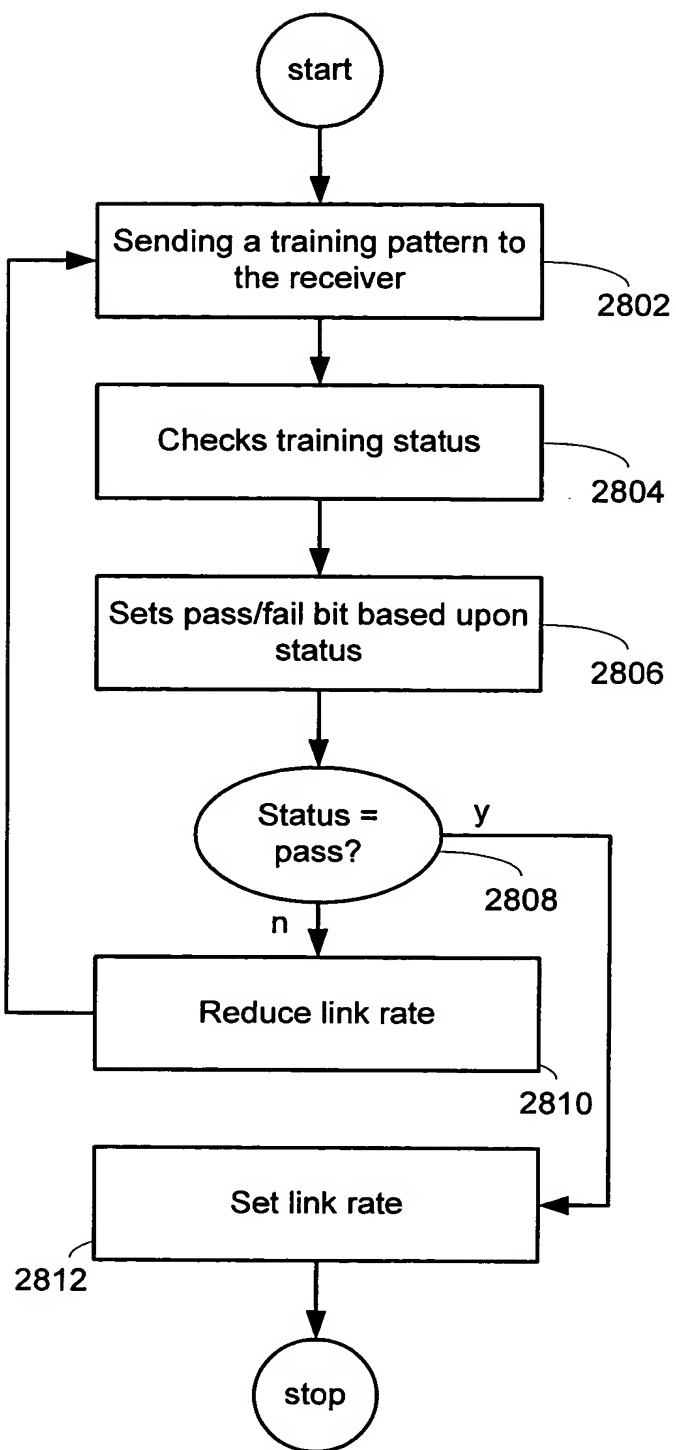 start
Sending a training pattern to
the receiver
2802
Checks training status
2804
Sets pass/fail bit based upon
status
2806
Status =
pass?
y
2808
n
Reduce link rate
2810
Set link rate
2812
stop